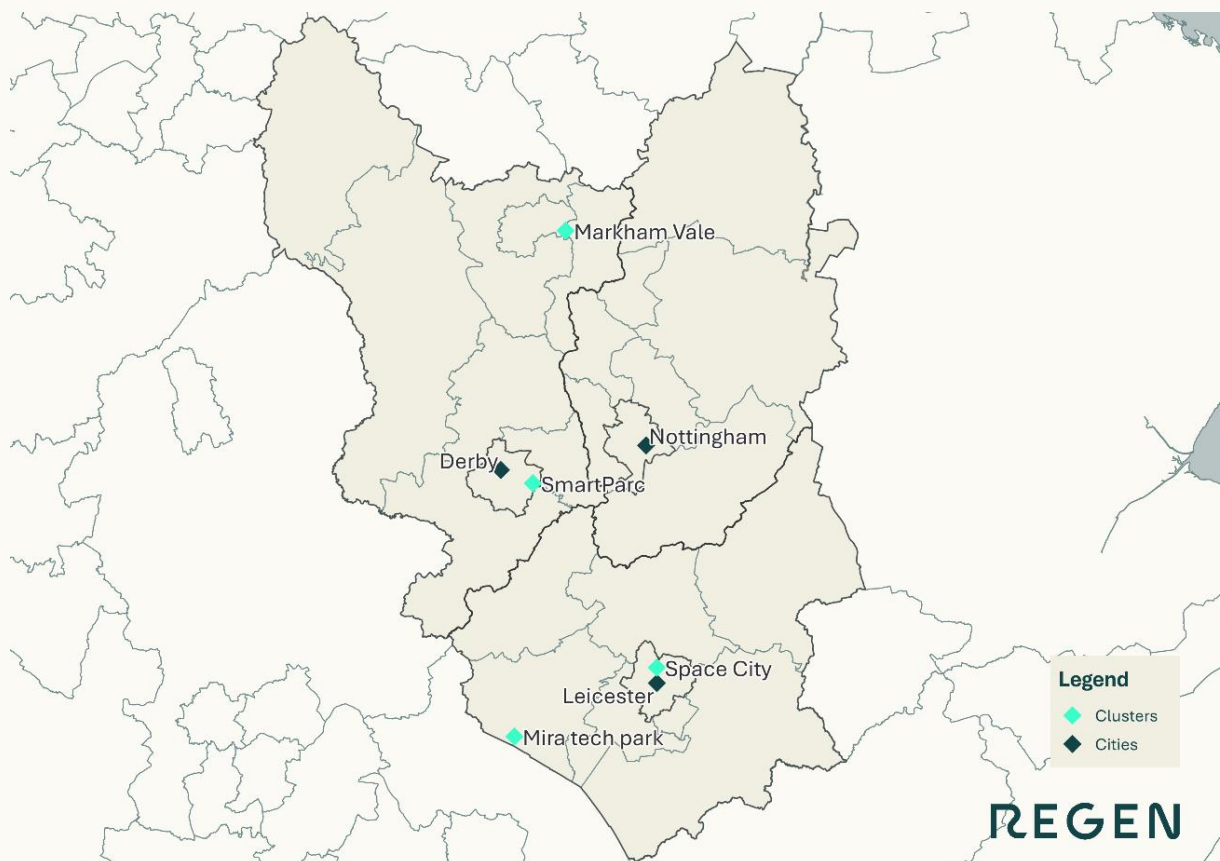 Markham Vale
Nottingham
Derby
SmartParc
Space City
Leicester
Mira tech park
Legend
Clusters
Cities
REGEN